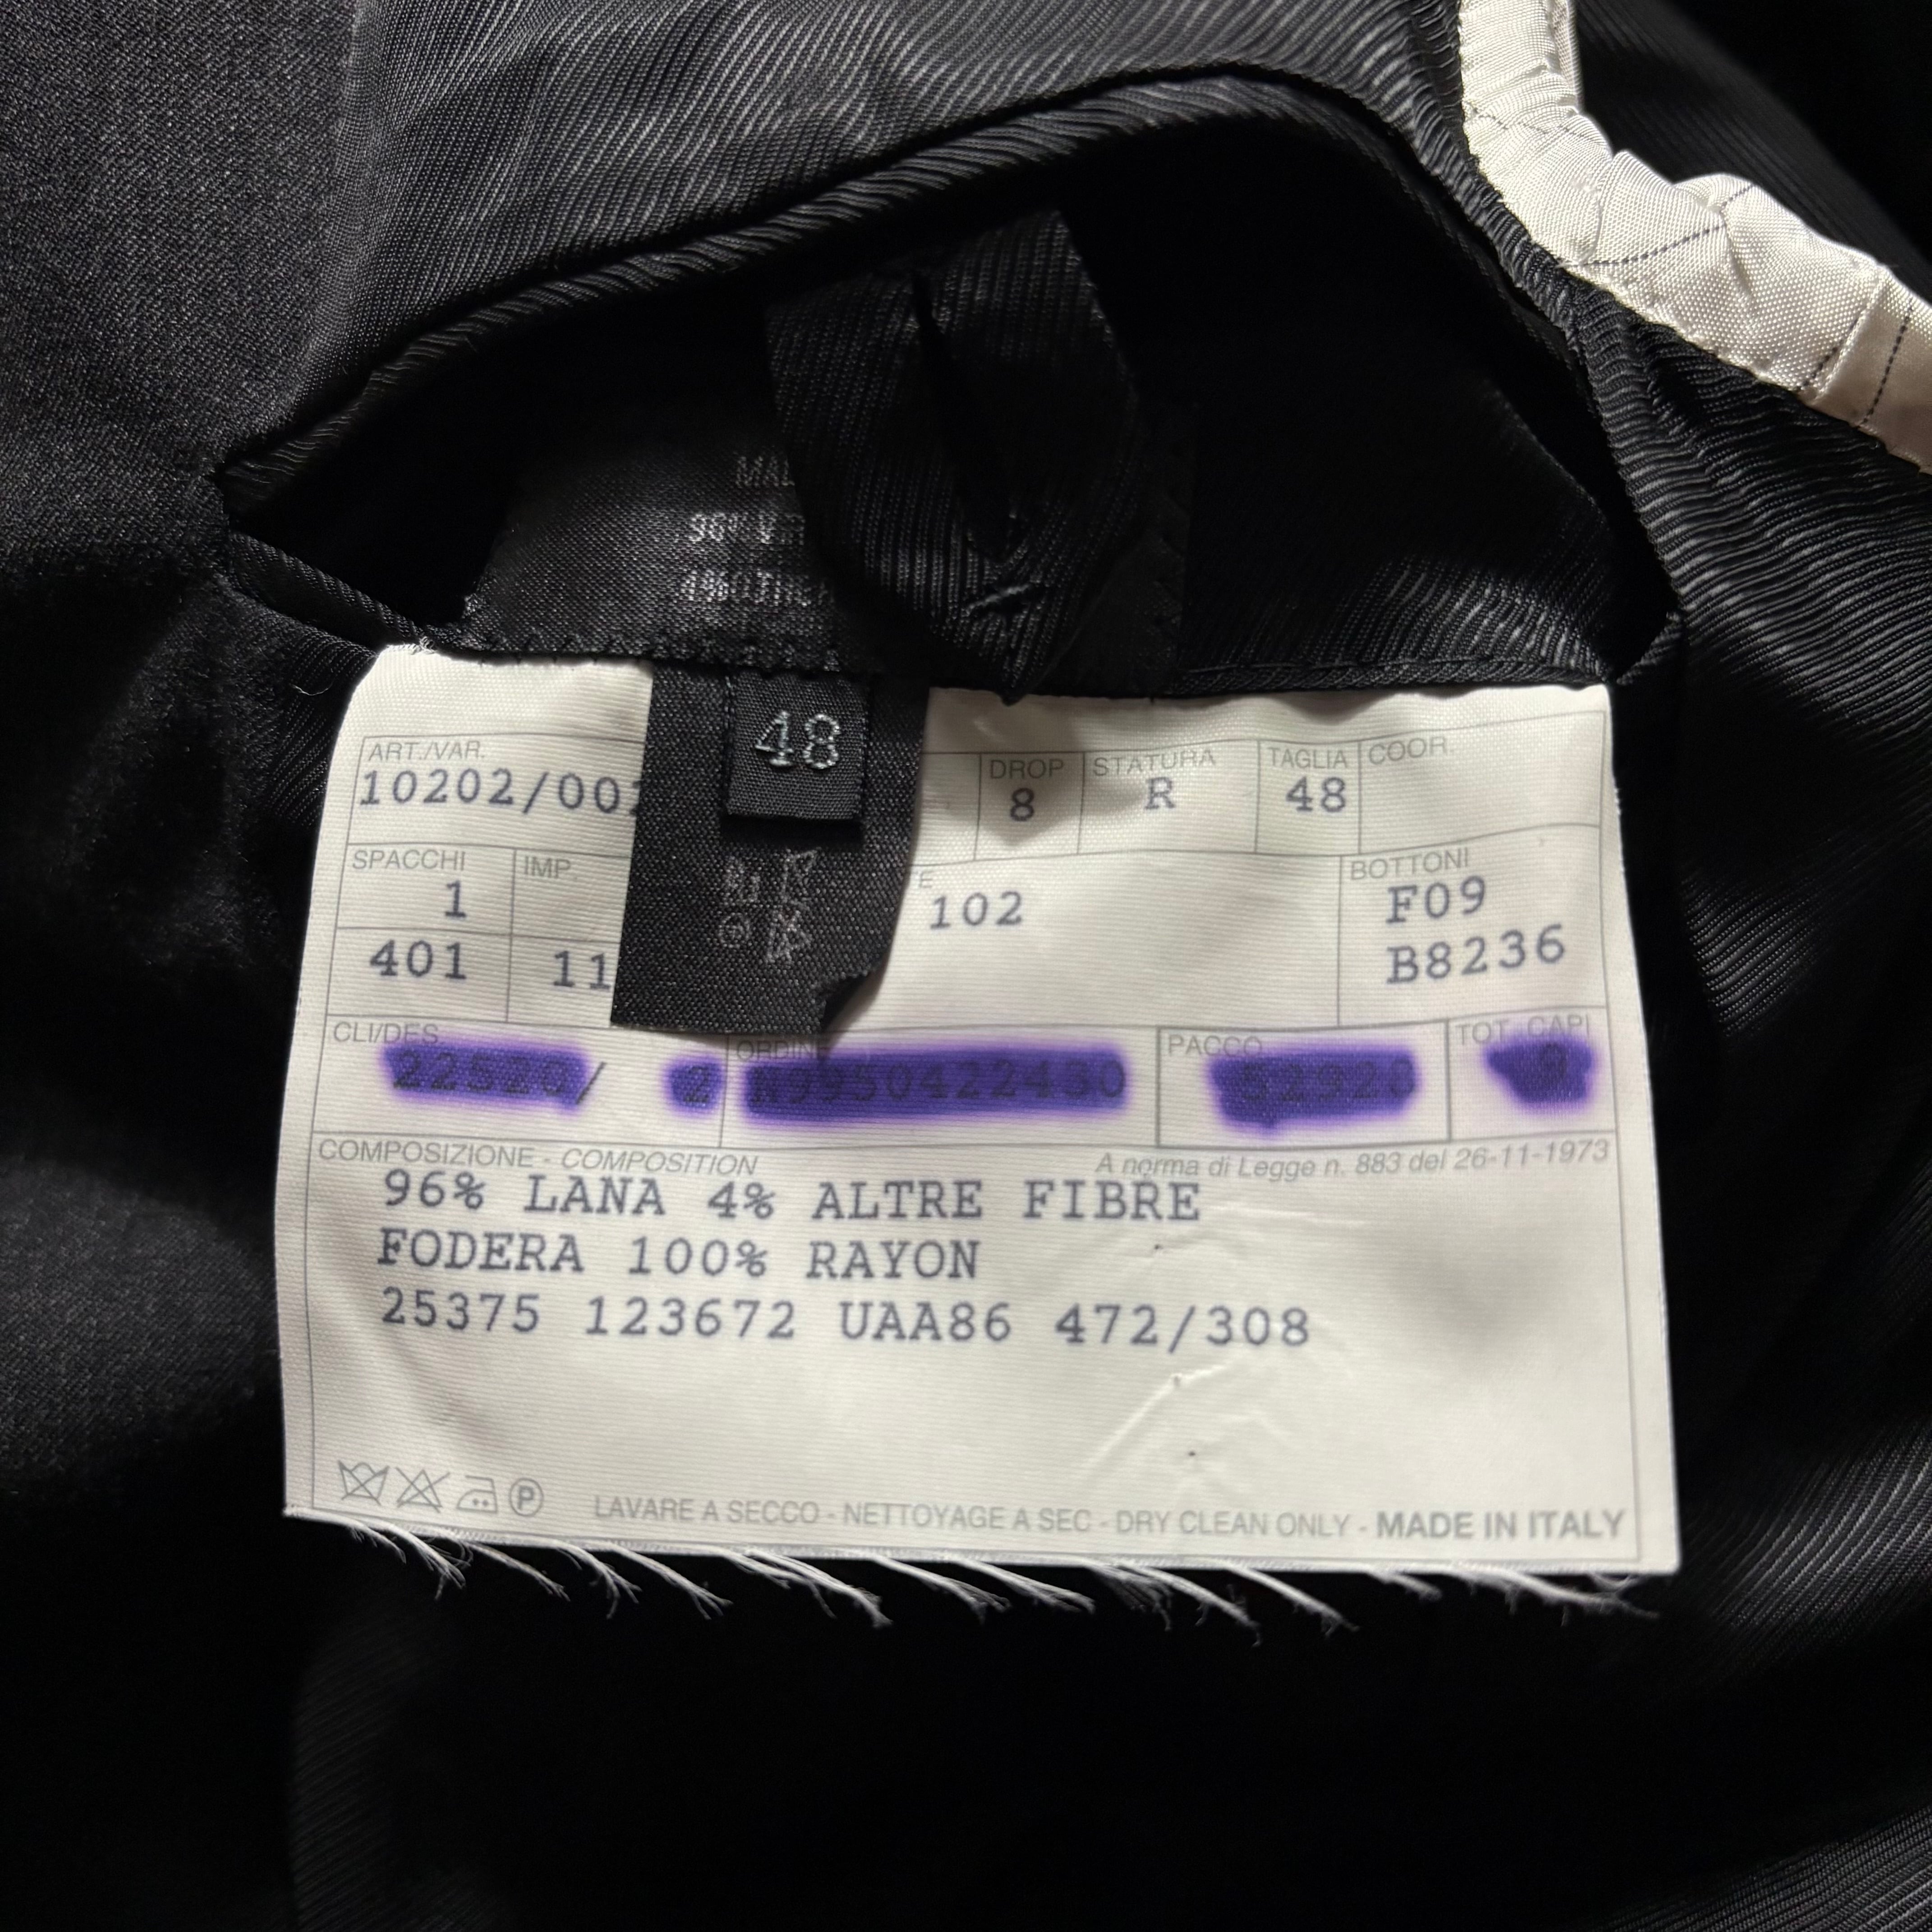 48
ART./VAR.
10202/00
DROP
8
STATURA
R
TAGLIA
48
COOR.
SPACCHI
1
401
IMP.
11
E
102
BOTTONI
F09
B8236
CLI/DES
22520/ 2
ORDINE
PACCO
52928
TOT. CAPI
COMPOSIZIONE - COMPOSITION
A norma di Legge n. 883 del 26-11-1973
96% LANA 4% ALTRE FIBRE
FODERA 100% RAYON
25375 123672 UAA86 472/308
P
LAVARE A SECCO - NETTOYAGE A SEC - DRY CLEAN ONLY - MADE IN ITALY